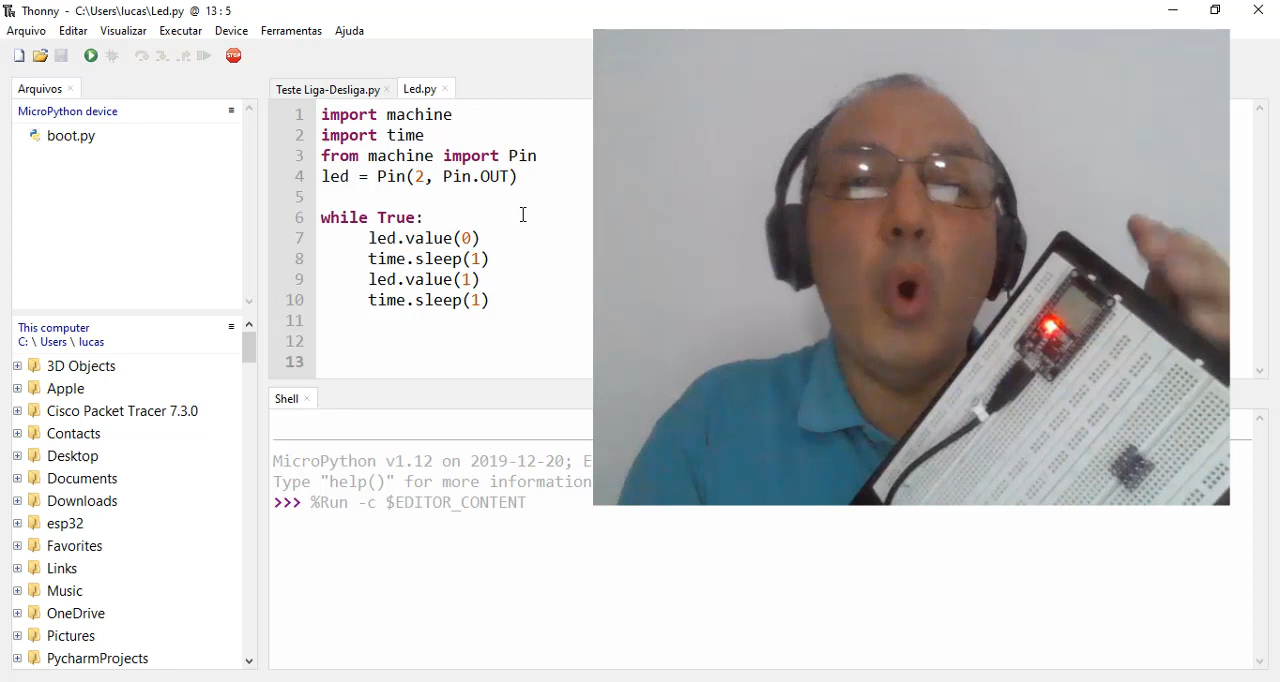 Thonny - C:\Users\lucas\Led.py @ 13 : 5
Arquivo Editar Visualizar Executar Device Ferramentas Ajuda
STOP
Arquivos
MicroPython device
boot.py
This computer
C: \ Users \ lucas
3D Objects
Apple
Cisco Packet Tracer 7.3.0
Contacts
Desktop
Documents
Downloads
esp32
Favorites
Links
Music
OneDrive
Pictures
PycharmProjects
Teste Liga-Desliga.py Led.py
1 import machine
2 import time
3 from machine import Pin
4 led = Pin(2, Pin.OUT)
5
6 while True:
7 led.value(0)
8 time.sleep(1)
9 led.value(1)
10 time.sleep(1)
11
12
13
Shell
MicroPython v1.12 on 2019-12-20; E
Type "help()" for more information
>>> %Run -c $EDITOR_CONTENT